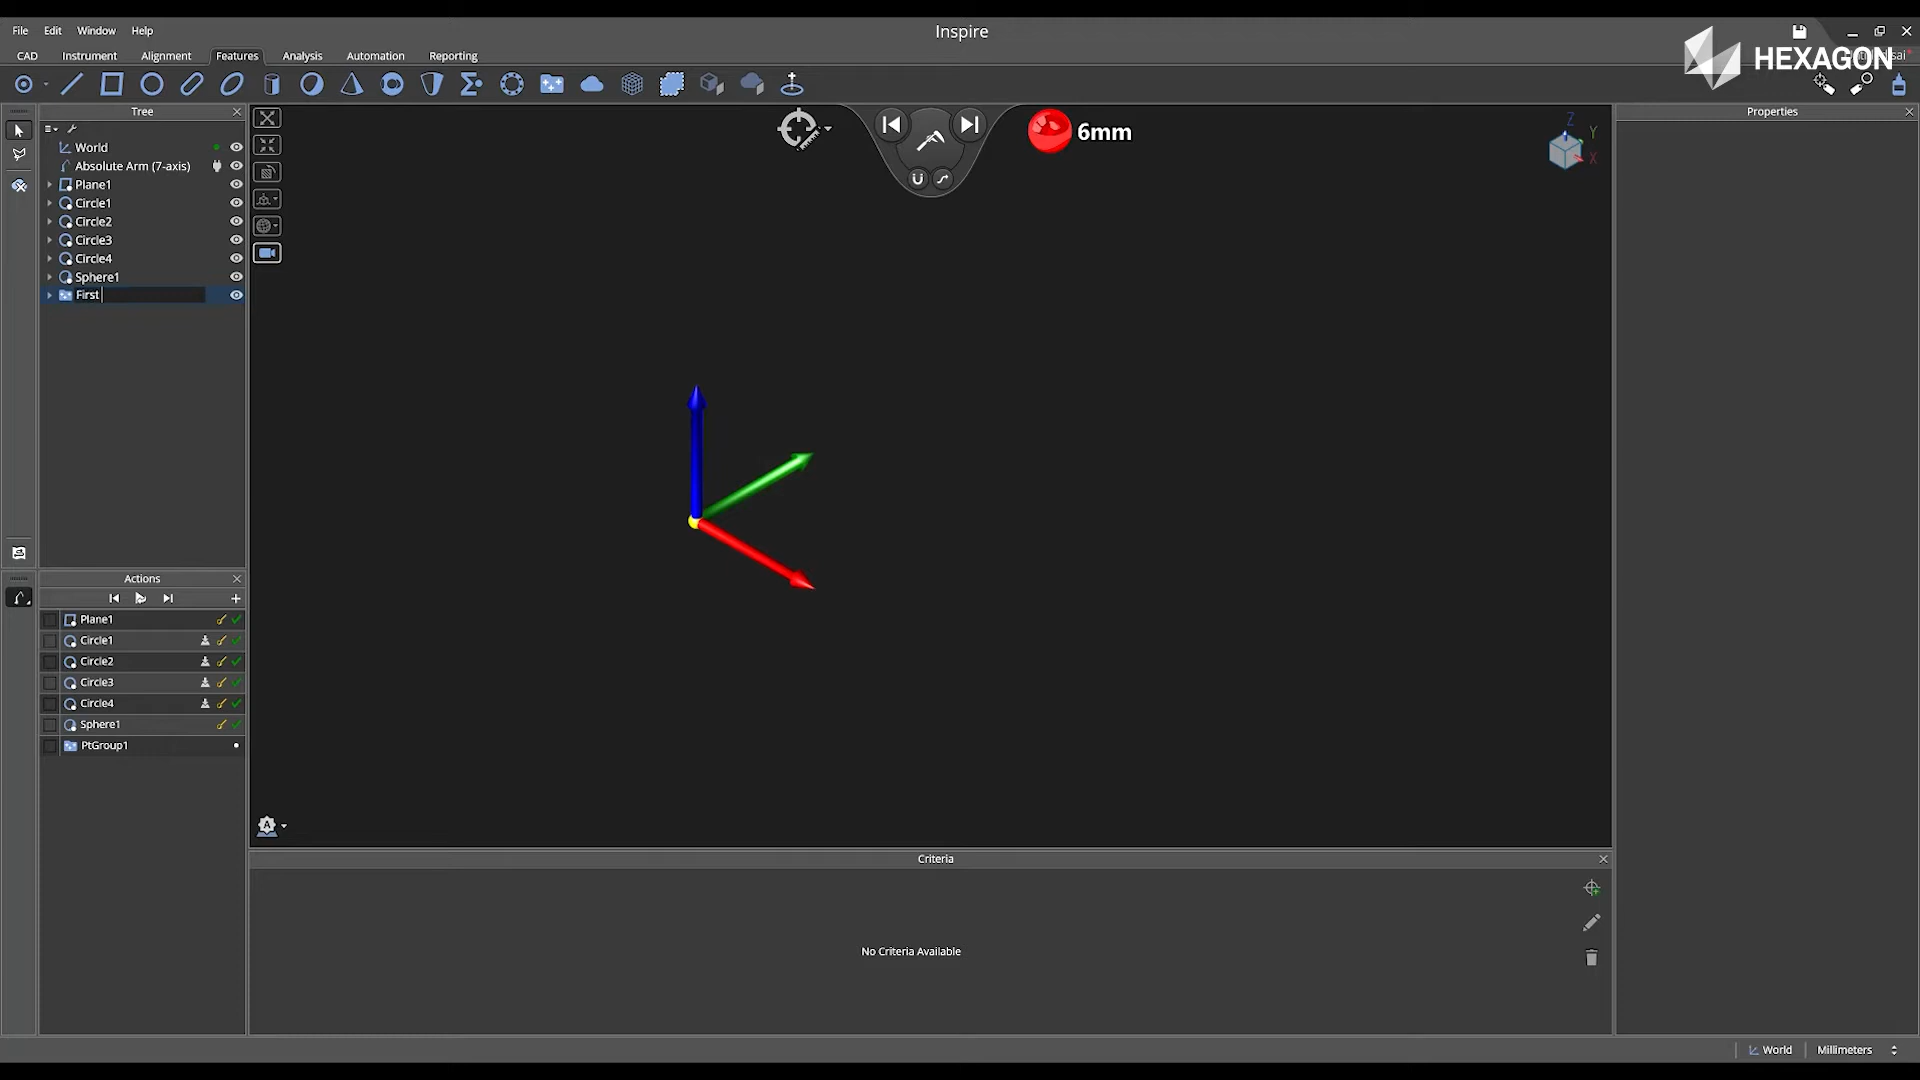 Inspire
File Edit Window Help
CAD Instrument Alignment Features Analysis Automation Reporting
HEXAGON
Tree
World
Absolute Arm (7-axis)
Plane1
Circle1
Circle2
Circle3
Circle4
Sphere1
First
Actions
Plane1
Circle1
Circle2
Circle3
Circle4
Sphere1
PtGroup1
6mm
Z
Y
X
A
Properties
Criteria
No Criteria Available
World Millimeters